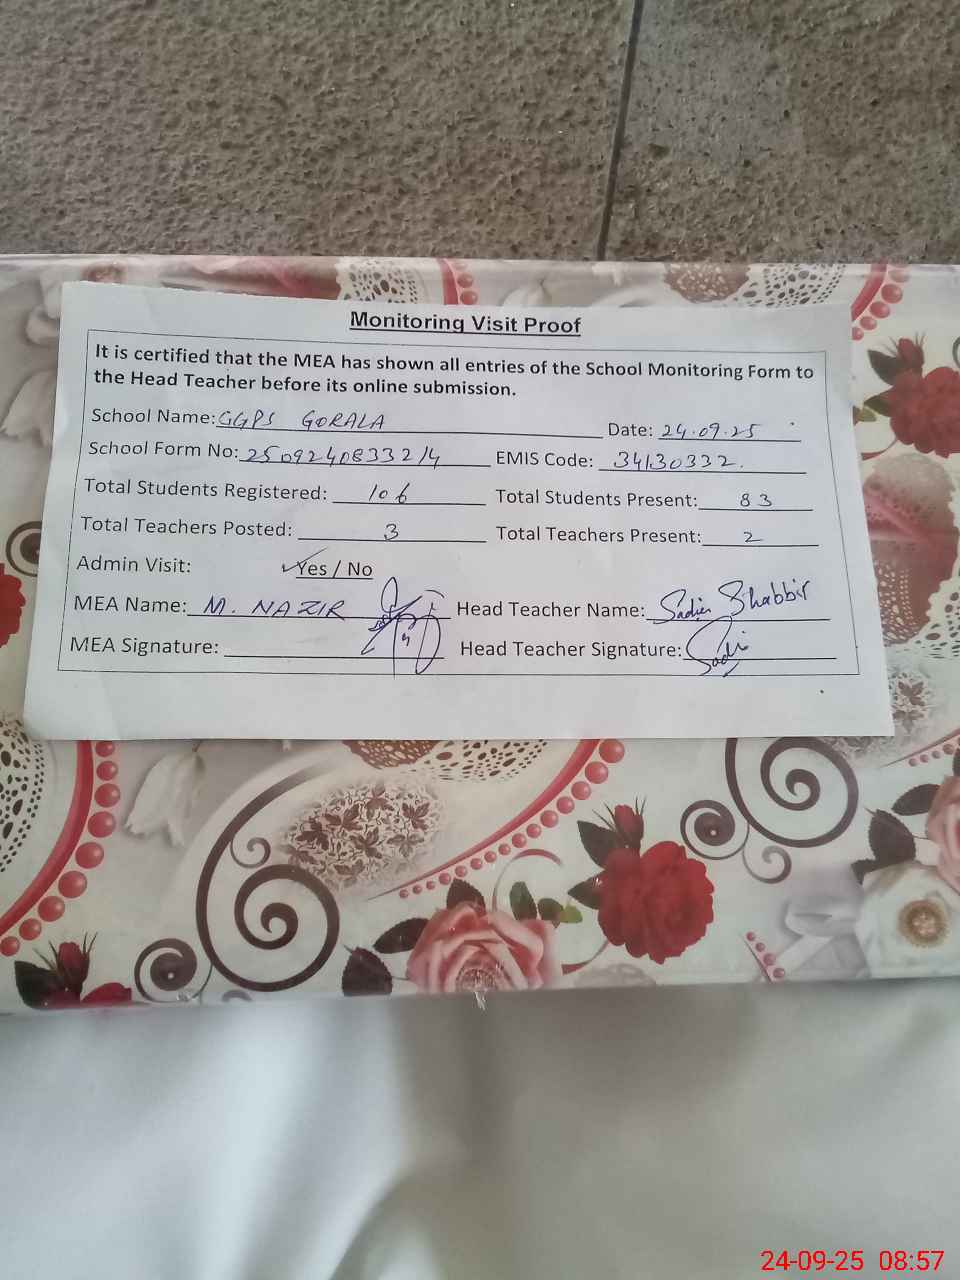 Monitoring Visit Proof
It is certified that the MEA has shown all entries of the School Monitoring Form to
the Head Teacher before its online submission.
School Name: GGPS GORALA Date: 24.09.25
School Form No: 2509240833214 EMIS Code: 34130332.
Total Students Registered: 106 Total Students Present: 83
Total Teachers Posted: 3 Total Teachers Present: 2
Admin Visit: ✓Yes / No
MEA Name: M. NAZIR Head Teacher Name: Shabbir
MEA Signature: Head Teacher Signature:
24-09-25 08:57